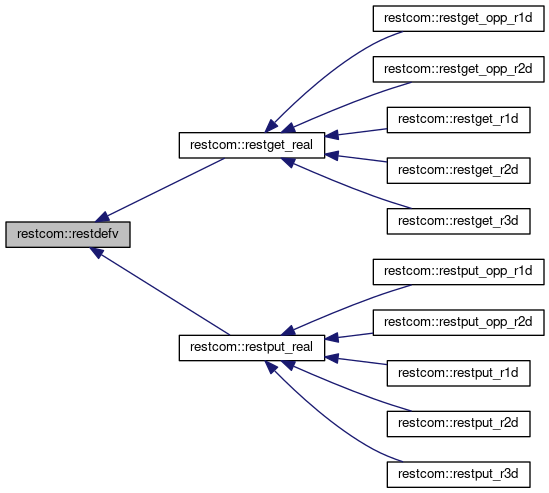 restcom::restget_opp_r1d
restcom::restget_opp_r2d
restcom::restget_r1d
restcom::restget_real
restcom::restget_r2d
restcom::restget_r3d
restcom::restdefv
restcom::restput_opp_r1d
restcom::restput_opp_r2d
restcom::restput_real
restcom::restput_r1d
restcom::restput_r2d
restcom::restput_r3d